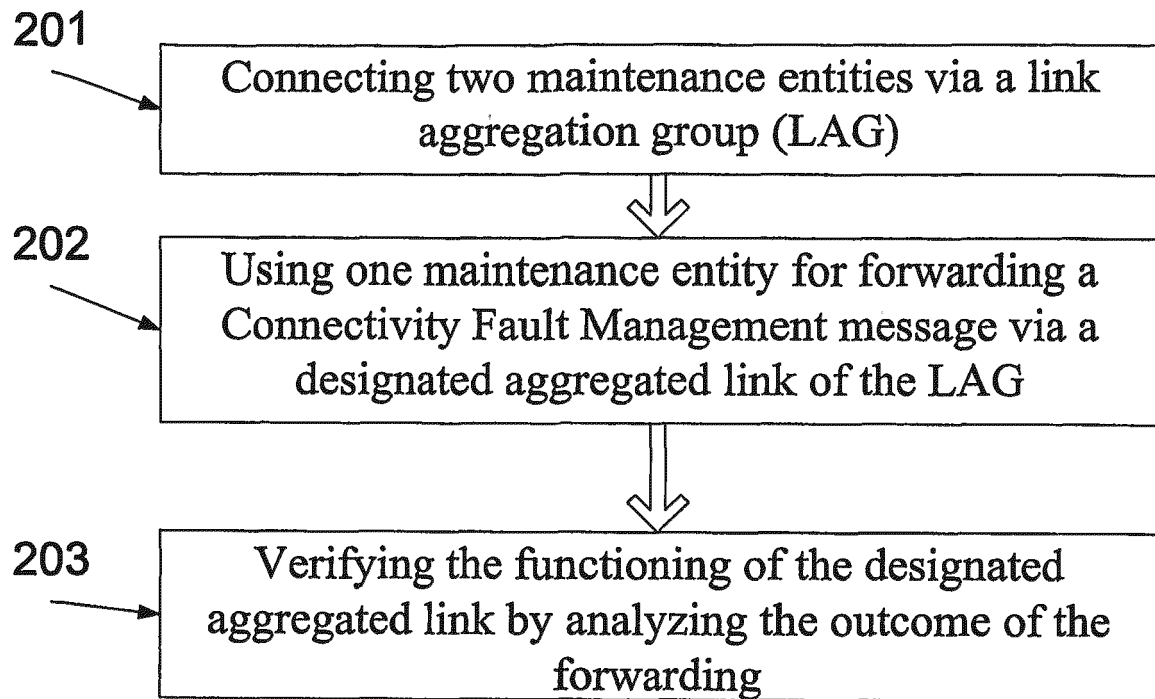 201
Connecting two maintenance entities via a link
aggregation group (LAG)
202
Using one maintenance entity for forwarding a
Connectivity Fault Management message via a
designated aggregated link of the LAG
203
Verifying the functioning of the designated
aggregated link by analyzing the outcome of the
forwarding